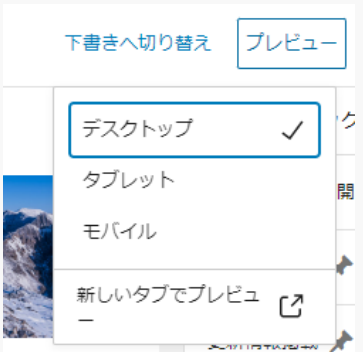 下書きへ切り替え
プレビュー
デスクトップ
タブレット
モバイル
開
新しいタブでプレビュ
ー